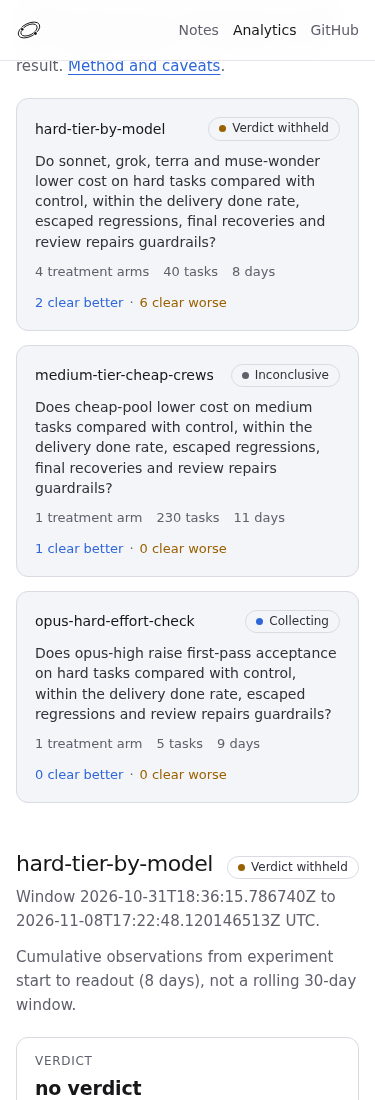 Notes Analytics GitHub
result. Method and caveats.
hard-tier-by-model
Verdict withheld
Do sonnet, grok, terra and muse-wonder
lower cost on hard tasks compared with
control, within the delivery done rate,
escaped regressions, final recoveries and
review repairs guardrails?
4 treatment arms 40 tasks 8 days
2 clear better · 6 clear worse
medium-tier-cheap-crews
Inconclusive
Does cheap-pool lower cost on medium
tasks compared with control, within the
delivery done rate, escaped regressions,
final recoveries and review repairs
guardrails?
1 treatment arm 230 tasks 11 days
1 clear better · 0 clear worse
opus-hard-effort-check
Collecting
Does opus-high raise first-pass acceptance
on hard tasks compared with control,
within the delivery done rate, escaped
regressions and review repairs guardrails?
1 treatment arm 5 tasks 9 days
0 clear better · 0 clear worse
hard-tier-by-model
Verdict withheld
Window 2026-10-31T18:36:15.786740Z to
2026-11-08T17:22:48.120146513Z UTC.
Cumulative observations from experiment
start to readout (8 days), not a rolling 30-day
window.
VERDICT
no verdict